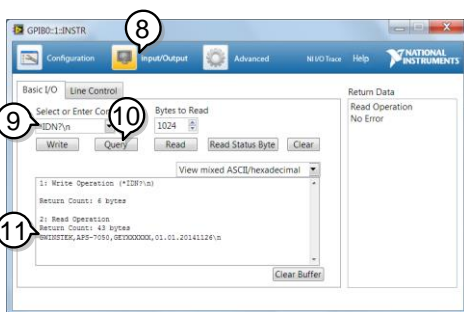 GPIB0::1:INSTR
8
Configuration
Input/Output
Advanced
NI I/O Trace
Help
NATIONAL INSTRUMENTS
Basic I/O
Line Control
Return Data
Select or Enter Co
Bytes to Read
Read Operation
No Error
9
*IDN?\n
10
1024
Write
Query
Read
Read Status Byte
Clear
View mixed ASCII/hexadecimal
1: Write Operation (*IDN?\n)
Return Count: 6 bytes
2: Read Operation
Return Count: 43 bytes
11
GWINSTEK,APS-7050,GEYXXXXXX,01.01.20141126\n
Clear Buffer